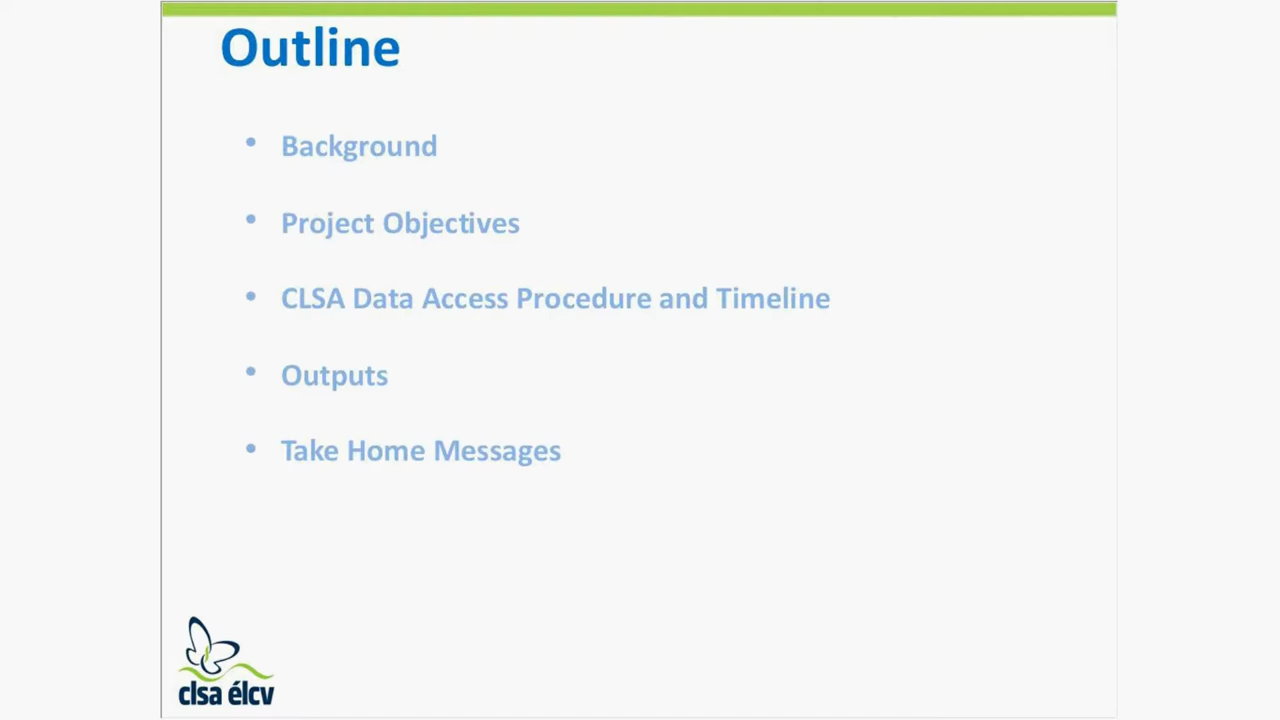 Outline
• Background
• Project Objectives
• CLSA Data Access Procedure and Timeline
• Outputs
• Take Home Messages
clsa élcv